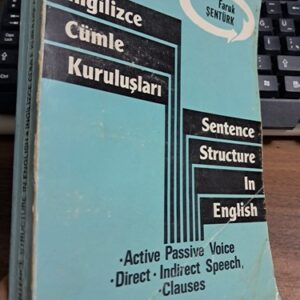 Faruk
ŞENTÜRK
İngilizce
Cümle
Kuruluşları
Sentence
Structure
In
English
·Active Passive Voice
·Direct · Indirect Speech,
·Clauses